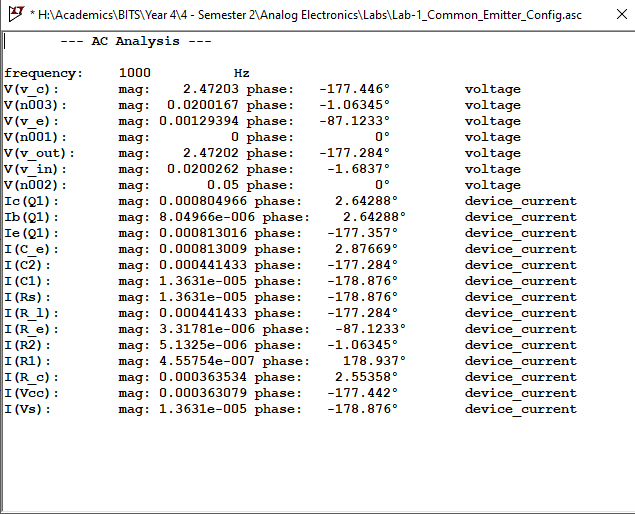 * H:\Academics\BITS\Year 4\4 - Semester 2\Analog Electronics\Labs\Lab-1_Common_Emitter_Config.asc
--- AC Analysis ---
frequency: 1000 Hz
V(v_c): mag: 2.47203 phase: -177.446° voltage
V(n003): mag: 0.0200167 phase: -1.06345° voltage
V(v_e): mag: 0.00129394 phase: -87.1233° voltage
V(n001): mag: 0 phase: 0° voltage
V(v_out): mag: 2.47202 phase: -177.284° voltage
V(v_in): mag: 0.0200262 phase: -1.6837° voltage
V(n002): mag: 0.05 phase: 0° voltage
Ic(Q1): mag: 0.000804966 phase: 2.64288° device_current
Ib(Q1): mag: 8.04966e-006 phase: 2.64288° device_current
Ie(Q1): mag: 0.000813016 phase: -177.357° device_current
I(C_e): mag: 0.000813009 phase: 2.87669° device_current
I(C2): mag: 0.000441433 phase: -177.284° device_current
I(C1): mag: 1.3631e-005 phase: -178.876° device_current
I(Rs): mag: 1.3631e-005 phase: -178.876° device_current
I(R_l): mag: 0.000441433 phase: -177.284° device_current
I(R_e): mag: 3.31781e-006 phase: -87.1233° device_current
I(R2): mag: 5.1325e-006 phase: -1.06345° device_current
I(R1): mag: 4.55754e-007 phase: 178.937° device_current
I(R_c): mag: 0.000363534 phase: 2.55358° device_current
I(Vcc): mag: 0.000363079 phase: -177.442° device_current
I(Vs): mag: 1.3631e-005 phase: -178.876° device_current